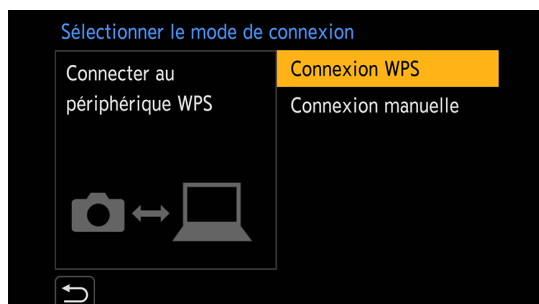 Sélectionner le mode de connexion
Connecter au
périphérique WPS
Connexion WPS
Connexion manuelle